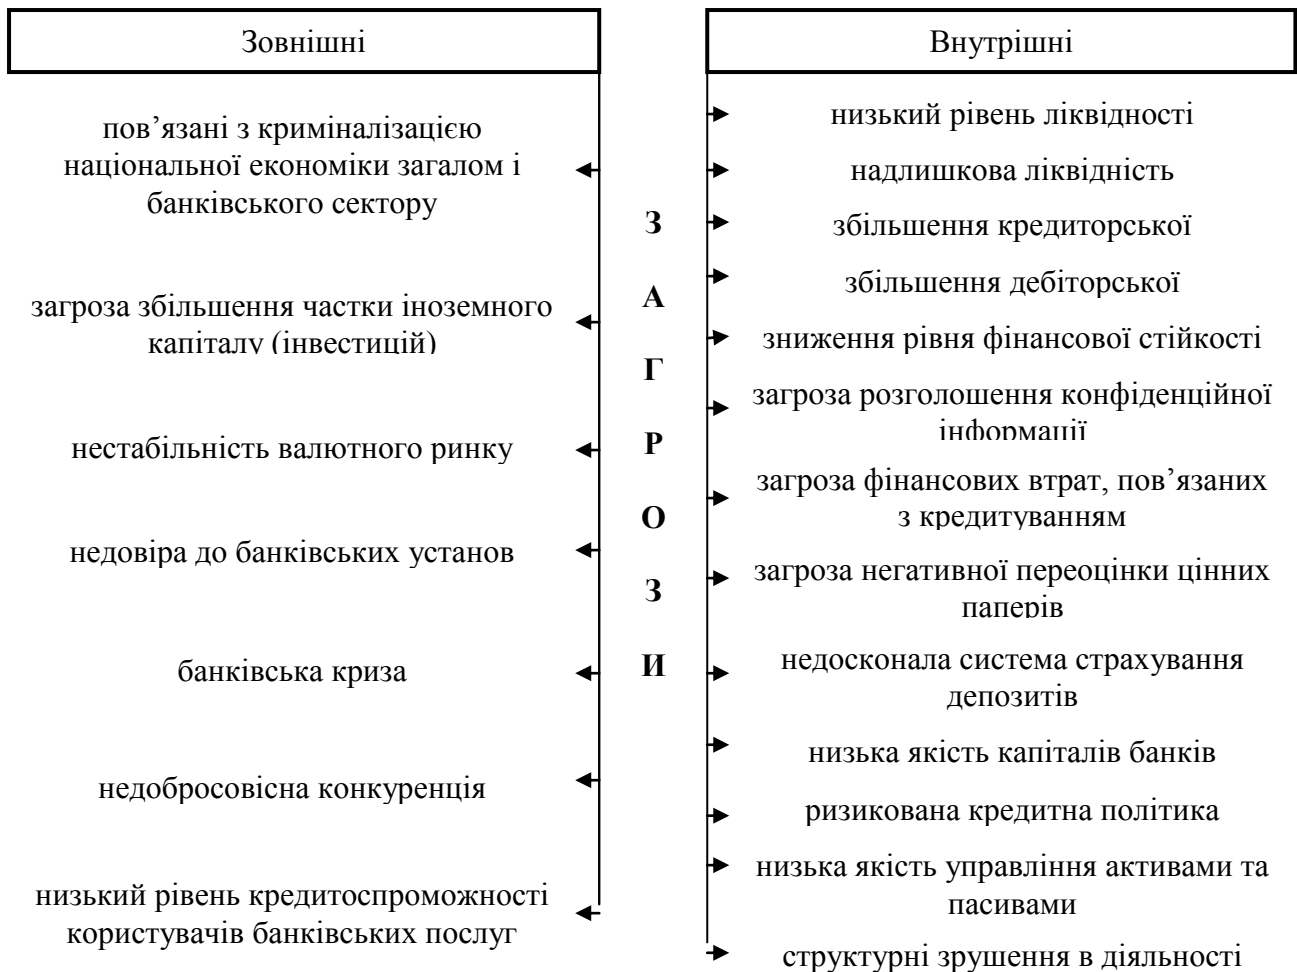 Зовнішні
пов’язані з криміналізацією
національної економіки загалом і
банківського сектору
загроза збільшення частки іноземного
капіталу (інвестицій)
нестабільність валютного ринку
недовіра до банківських установ
банківська криза
недобросовісна конкуренція
низький рівень кредитоспроможності
користувачів банківських послуг
З
А
Г
Р
О
З
И
Внутрішні
низький рівень ліквідності
надлишкова ліквідність
збільшення кредиторської
збільшення дебіторської
зниження рівня фінансової стійкості
загроза розголошення конфіденційної
інформації
загроза фінансових втрат, пов’язаних
з кредитуванням
загроза негативної переоцінки цінних
паперів
недосконала система страхування
депозитів
низька якість капіталів банків
ризикована кредитна політика
низька якість управління активами та
пасивами
структурні зрушення в діяльності